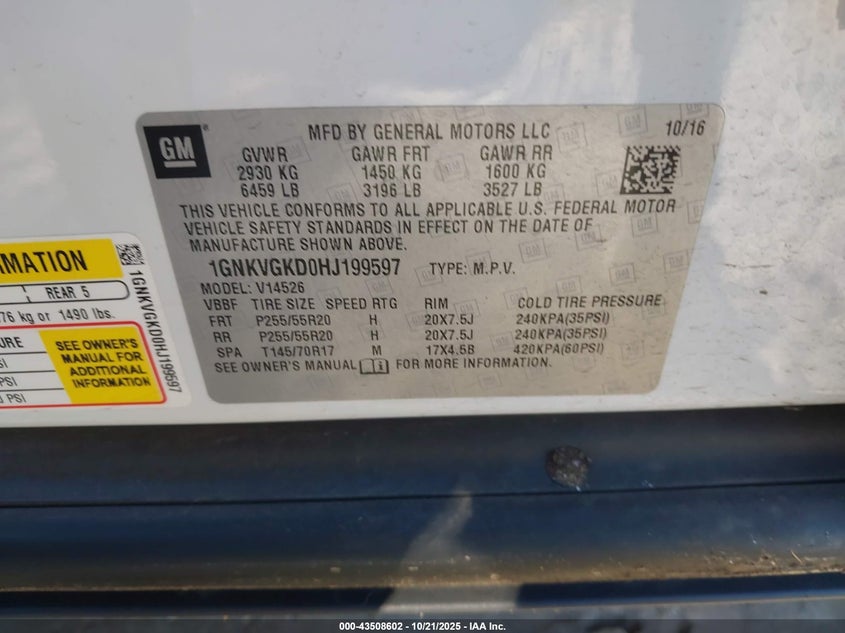 GM
MFD BY GENERAL MOTORS LLC 10/16
GVWR GAWR FRT GAWR RR
2930 KG 1450 KG 1600 KG
6459 LB 3196 LB 3527 LB
THIS VEHICLE CONFORMS TO ALL APPLICABLE U.S. FEDERAL MOTOR
VEHICLE SAFETY STANDARDS IN EFFECT ON THE DATE OF
MANUFACTURE SHOWN ABOVE.
1GNKVGKD0HJ199597 TYPE: M.P.V.
MODEL: V14526
VBBF TIRE SIZE SPEED RTG RIM COLD TIRE PRESSURE
FRT P255/55R20 H 20X7.5J 240KPA(35PSI)
RR P255/55R20 H 20X7.5J 240KPA(35PSI)
SPA T145/70R17 M 17X4.5B 420KPA(60PSI)
SEE OWNER'S MANUAL FOR MORE INFORMATION.
RMATION
REAR 5
76 kg or 1490 lbs.
SEE OWNER'S
MANUAL FOR
ADDITIONAL
INFORMATION
PSI
PSI
1GNKVGKD0HJ199597
000-43508602 - 10/21/2025 - IAA Inc.